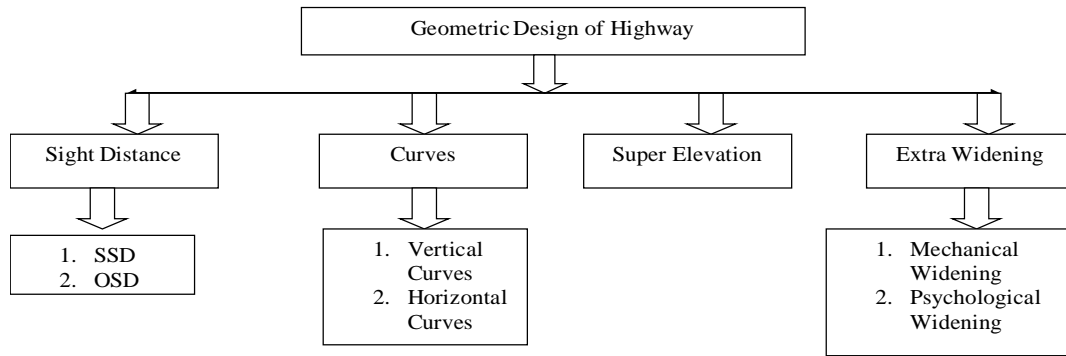 Geometric Design of Highway
Sight Distance
Curves
Super Elevation
Extra Widening
1. SSD
2. OSD
1. Vertical
Curves
2. Horizontal
Curves
1. Mechanical
Widening
2. Psychological
Widening